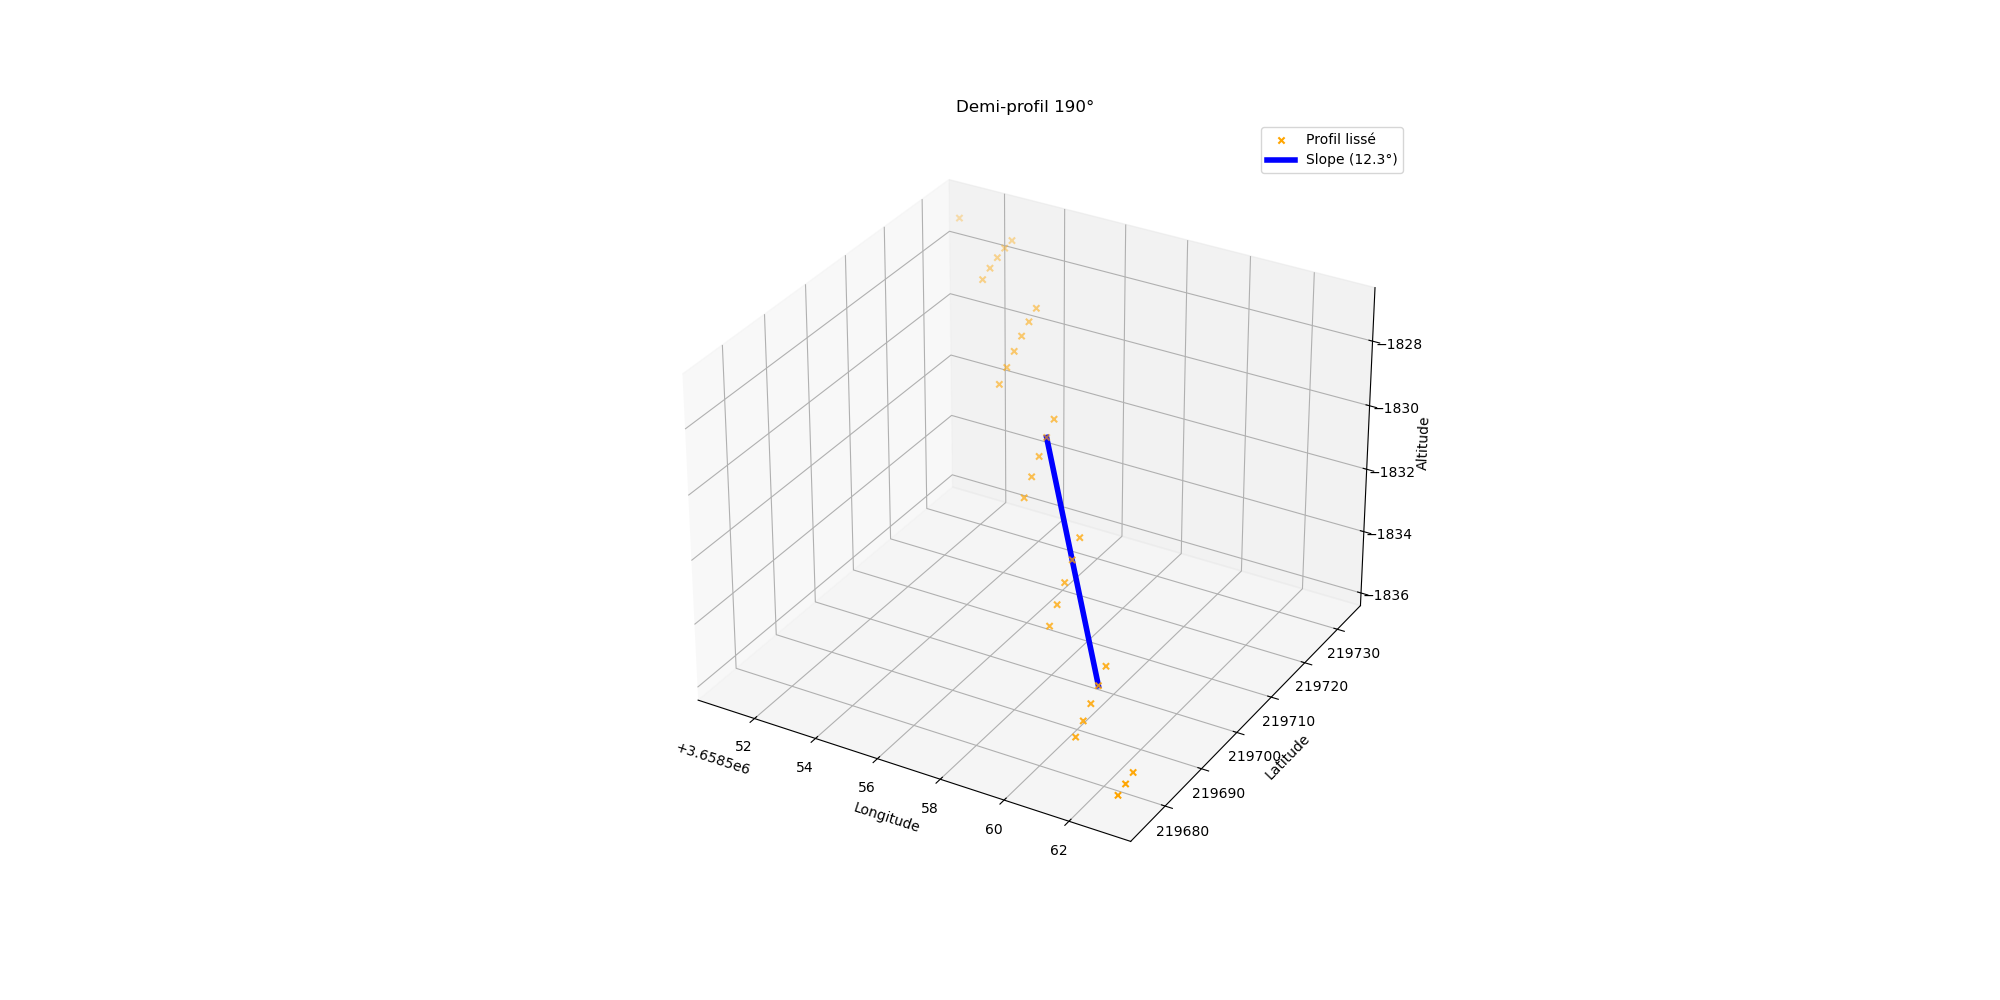 Demi-profil 190°
Profil lissé
Slope (12.3°)
−1828
−1830
−1832
−1834
−1836
Altitude
219730
219720
219710
219700
219690
219680
Latitude
52
54
56
58
60
62
+3.6585e6
Longitude